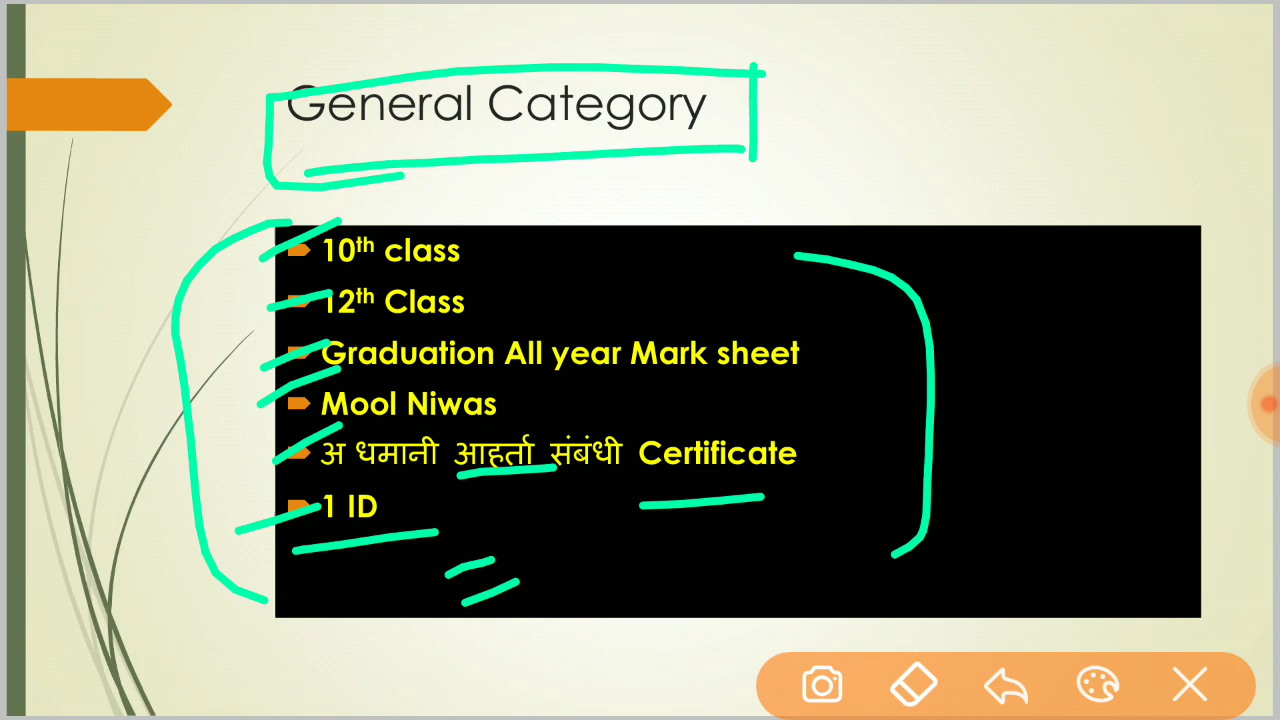 General Category
10th class
12th Class
Graduation All year Mark sheet
Mool Niwas
अ धमानी आहर्ता संबंधी Certificate
1 ID